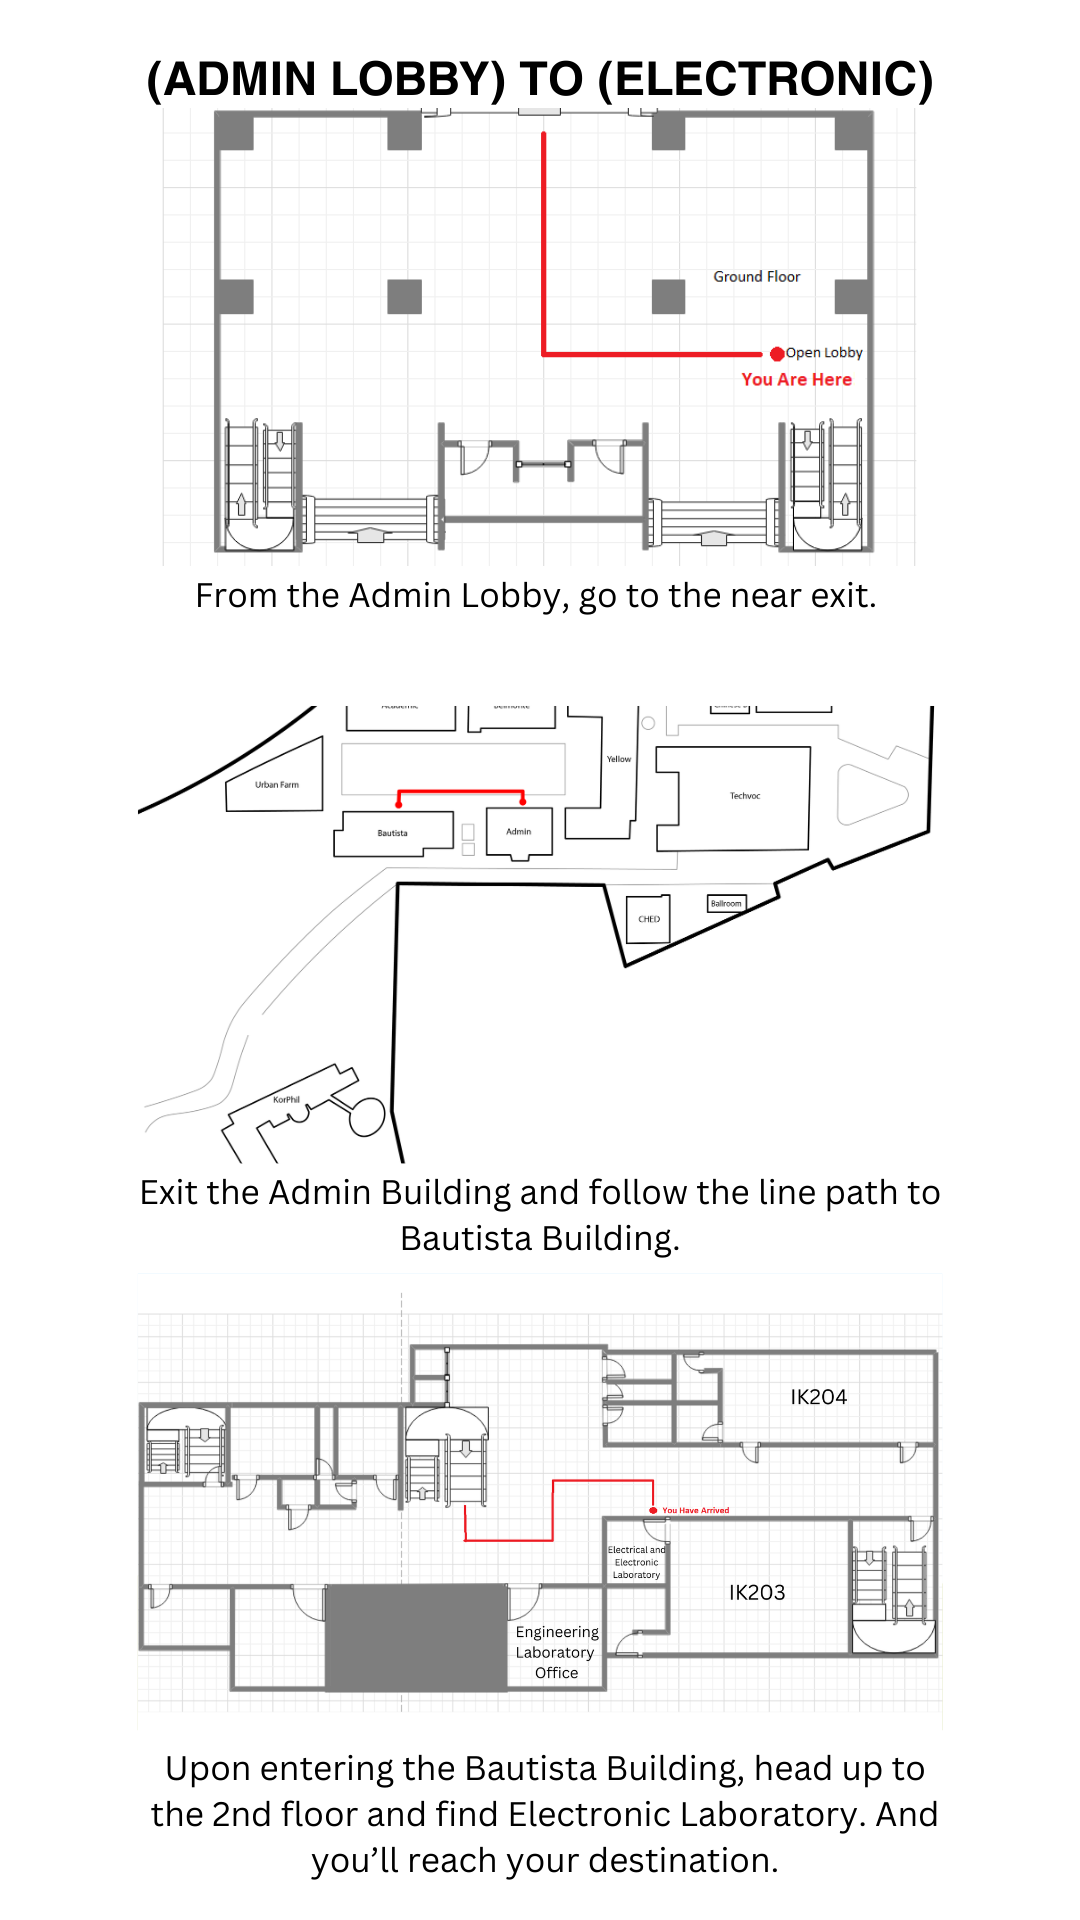 (ADMIN LOBBY) TO (ELECTRONIC)
Ground Floor
Open Lobby
You Are Here
From the Admin Lobby, go to the near exit.
Academic
Belmonte
Yellow
Urban Farm
Techvoc
Bautista
Admin
CHED
Ballroom
KorPhil
Exit the Admin Building and follow the line path to
Bautista Building.
IK204
You Have Arrived
Electrical and
Electronic
Laboratory
IK203
Engineering
Laboratory
Office
Upon entering the Bautista Building, head up to
the 2nd floor and find Electronic Laboratory. And
you’ll reach your destination.